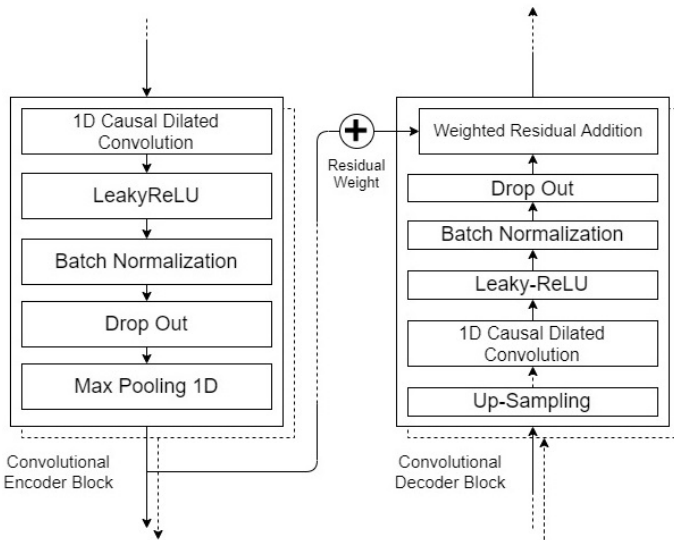 1D Causal Dilated
Convolution
LeakyReLU
Batch Normalization
Drop Out
Max Pooling 1D
Convolutional
Encoder Block
Residual
Weight
Weighted Residual Addition
Drop Out
Batch Normalization
Leaky-ReLU
1D Causal Dilated
Convolution
Up-Sampling
Convolutional
Decoder Block